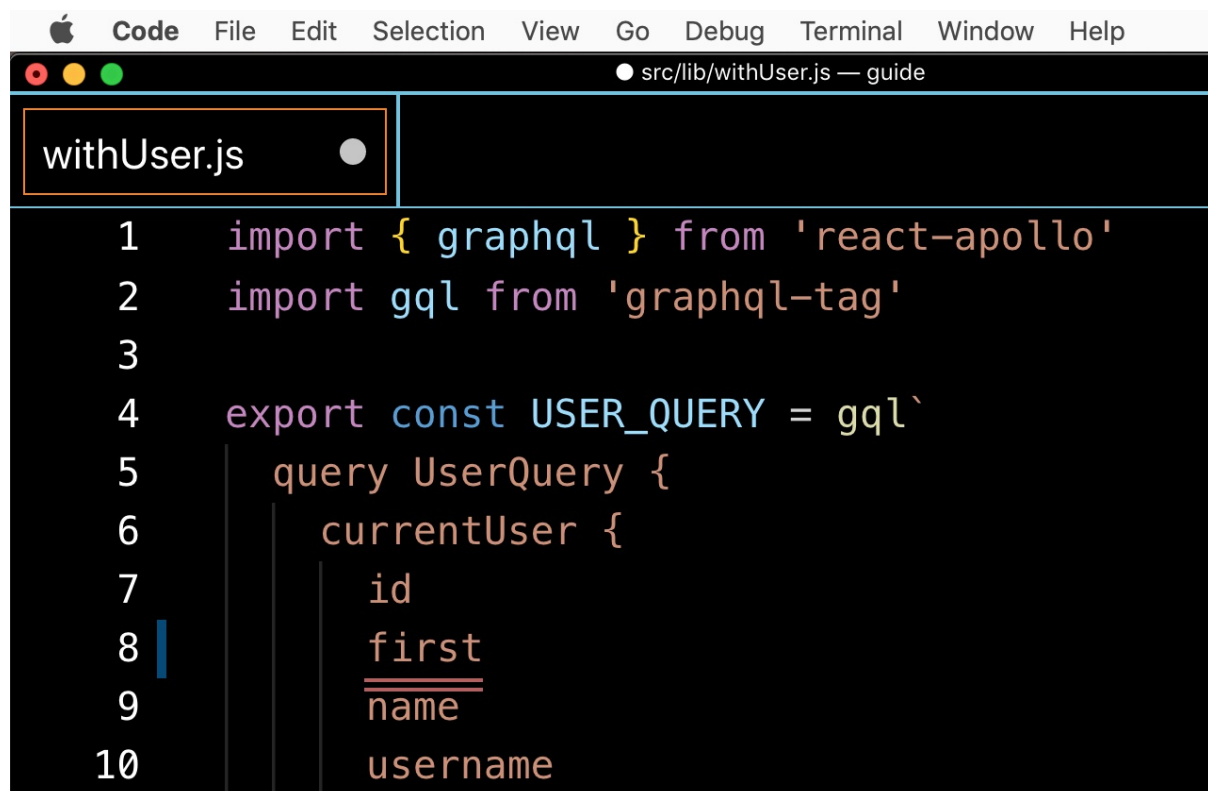 Code File Edit Selection View Go Debug Terminal Window Help
src/lib/withUser.js — guide
withUser.js
1 import { graphql } from 'react-apollo'
2 import gql from 'graphql-tag'
3
4 export const USER_QUERY = gql`
5 query UserQuery {
6 currentUser {
7 id
8 first
9 name
10 username